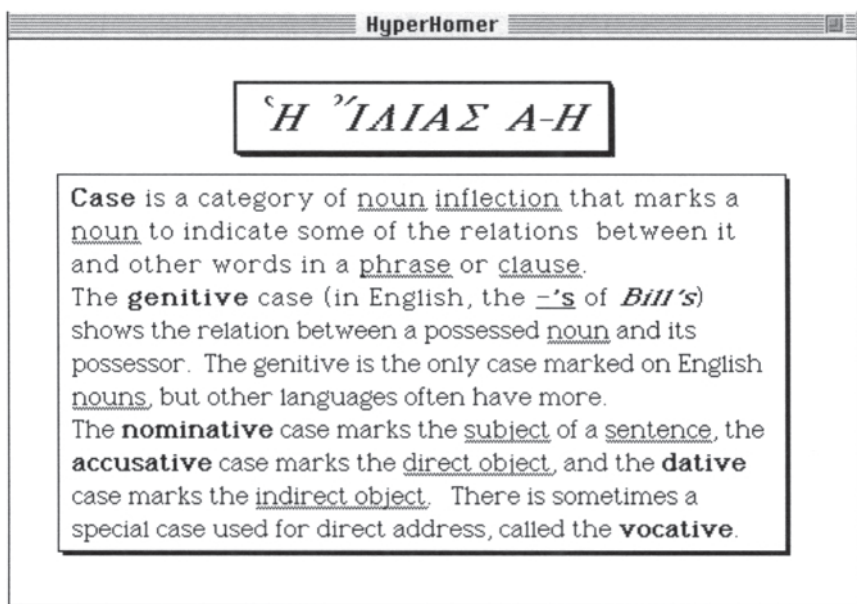 HyperHomer
Ἡ ἼΛΙΑΣ Α-Η
Case is a category of noun inflection that marks a
noun to indicate some of the relations between it
and other words in a phrase or clause.
The genitive case (in English, the -'s of Bill's)
shows the relation between a possessed noun and its
possessor. The genitive is the only case marked on English
nouns, but other languages often have more.
The nominative case marks the subject of a sentence, the
accusative case marks the direct object, and the dative
case marks the indirect object. There is sometimes a
special case used for direct address, called the vocative.